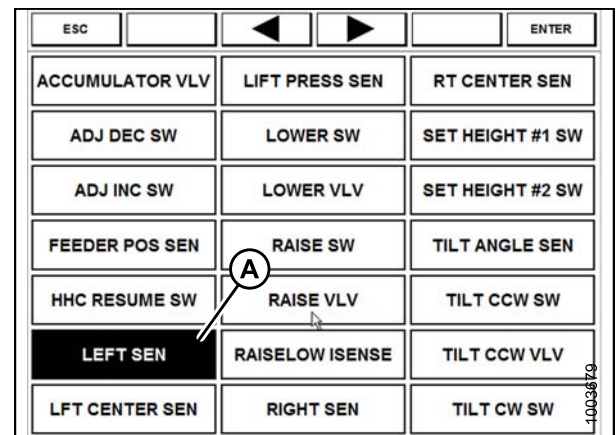 ESC ENTER
ACCUMULATOR VLV LIFT PRESS SEN RT CENTER SEN
ADJ DEC SW LOWER SW SET HEIGHT #1 SW
ADJ INC SW LOWER VLV SET HEIGHT #2 SW
FEEDER POS SEN RAISE SW TILT ANGLE SEN
A
HHC RESUME SW RAISE VLV TILT CCW SW
LEFT SEN RAISELOW ISENSE TILT CCW VLV
LFT CENTER SEN RIGHT SEN TILT CW SW
1003679